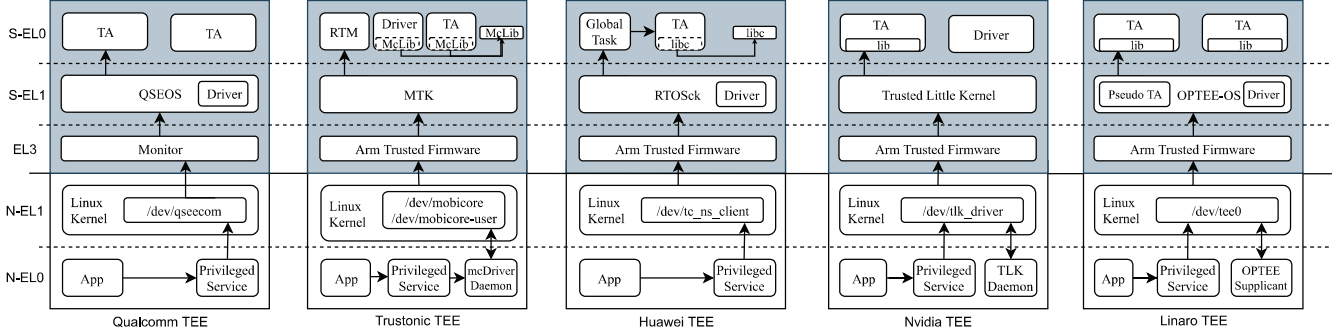 S-EL0
TA
TA
RTM
Driver
McLib
TA
McLib
McLib
Global
Task
TA
libc
libc
TA
lib
Driver
TA
lib
TA
lib
S-EL1
QSEOS
Driver
MTK
RTOSck
Driver
Trusted Little Kernel
Pseudo TA
OPTEE-OS
Driver
EL3
Monitor
Arm Trusted Firmware
Arm Trusted Firmware
Arm Trusted Firmware
Arm Trusted Firmware
N-EL1
Linux
Kernel
/dev/qseecom
Linux
Kernel
/dev/mobicore
/dev/mobicore-user
Linux
Kernel
/dev/tc_ns_client
Linux
Kernel
/dev/tlk_driver
Linux
Kernel
/dev/tee0
N-EL0
App
Privileged
Service
App
Privileged
Service
mcDriver
Daemon
App
Privileged
Service
App
Privileged
Service
TLK
Daemon
App
Privileged
Service
OPTEE
Supplicant
Qualcomm TEE
Trustonic TEE
Huawei TEE
Nvidia TEE
Linaro TEE